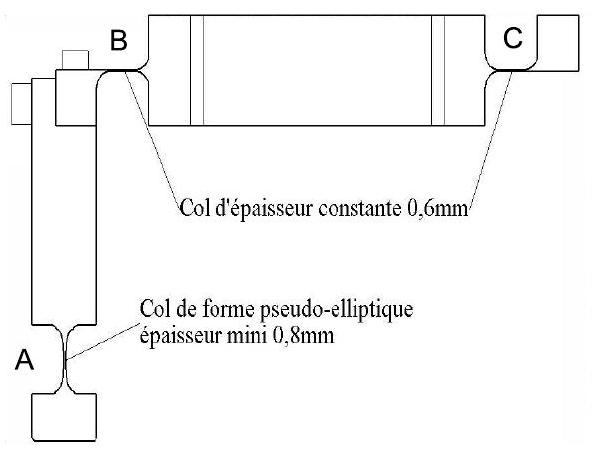 B
C
Col d'épaisseur constante 0,6mm
Col de forme pseudo-elliptique
épaisseur mini 0,8mm
A